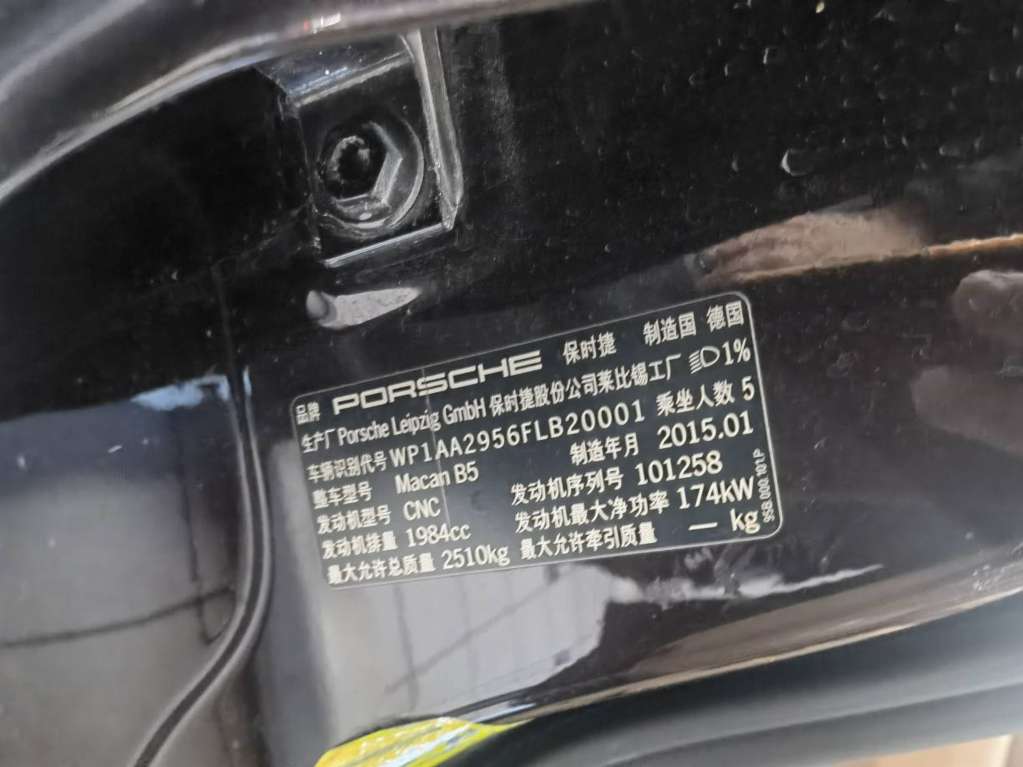 品牌 PORSCHE 保时捷 制造国 德国
生产厂 Porsche Leipzig GmbH 保时捷股份公司莱比锡工厂 1%
车辆识别代号 WP1AA2956FLB20001 乘坐人数 5
整车型号 Macan B5 制造年月 2015.01
发动机型号 CNC 发动机序列号 101258
发动机排量 1984cc 发动机最大净功率 174kW
最大允许总质量 2510kg 最大允许牵引质量 — kg
95B.000.101.P